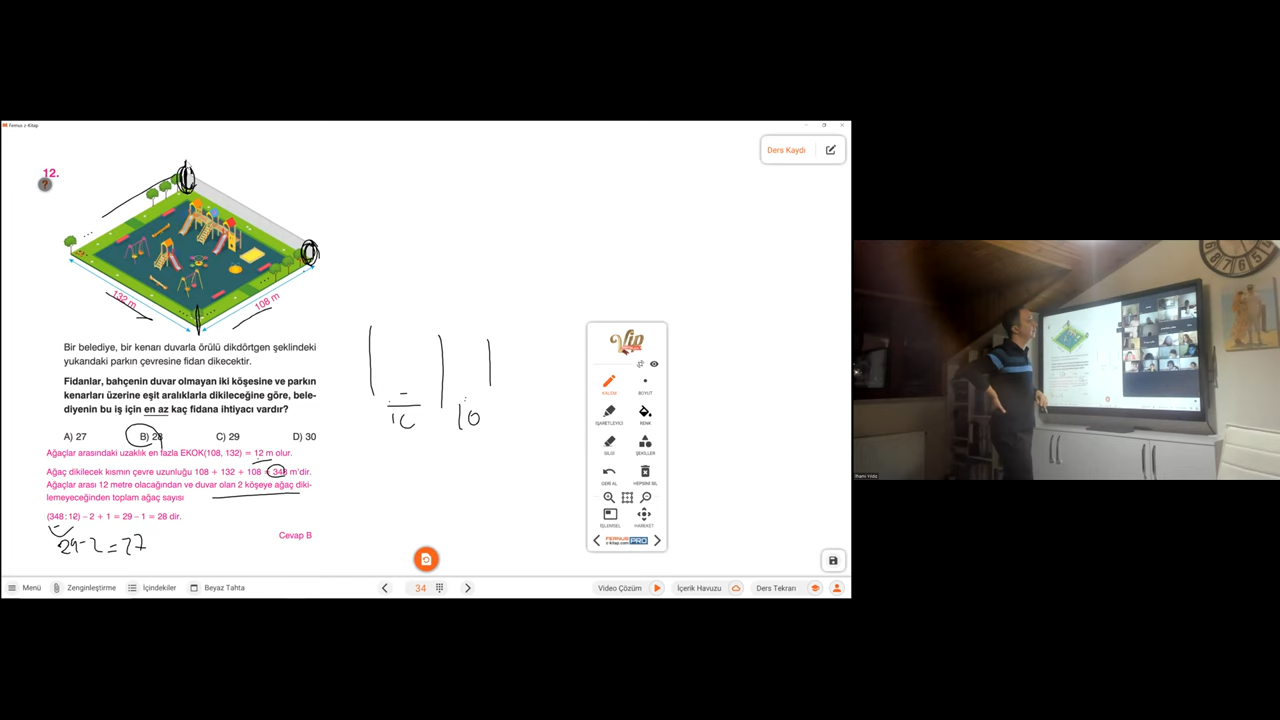 Fernus z-Kitap
Ders Kaydı
12.
?
132 m
108 m
Bir belediye, bir kenarı duvarla örülü dikdörtgen şeklindeki
yukarıdaki parkın çevresine fidan dikecektir.
Fidanlar, bahçenin duvar olmayan iki köşesine ve parkın
kenarları üzerine eşit aralıklarla dikileceğine göre, bele-
diyenin bu iş için en az kaç fidana ihtiyacı vardır?
A) 27 B) 28 C) 29 D) 30
Ağaçlar arasındaki uzaklık en fazla EKOK(108, 132) = 12 m olur.
Ağaç dikilecek kısmın çevre uzunluğu 108 + 132 + 108 = 348 m'dir.
Ağaçlar arası 12 metre olacağından ve duvar olan 2 köşeye ağaç diki-
lemeyeceğinden toplam ağaç sayısı
(348 : 12) – 2 + 1 = 29 – 1 = 28 dir.
Cevap B
29-2=27
10
Vip
KALEM
BOYUT
İŞARETLEYİCİ
RENK
SİLGİ
ŞEKİLLER
GERİ AL
HEPSİNİ SİL
İŞLEMSEL
HAREKET
FERNUS
z-kitap.com PRO
Menü
Zenginleştirme
İçindekiler
Beyaz Tahta
34
Video Çözüm
İçerik Havuzu
Ders Tekrarı